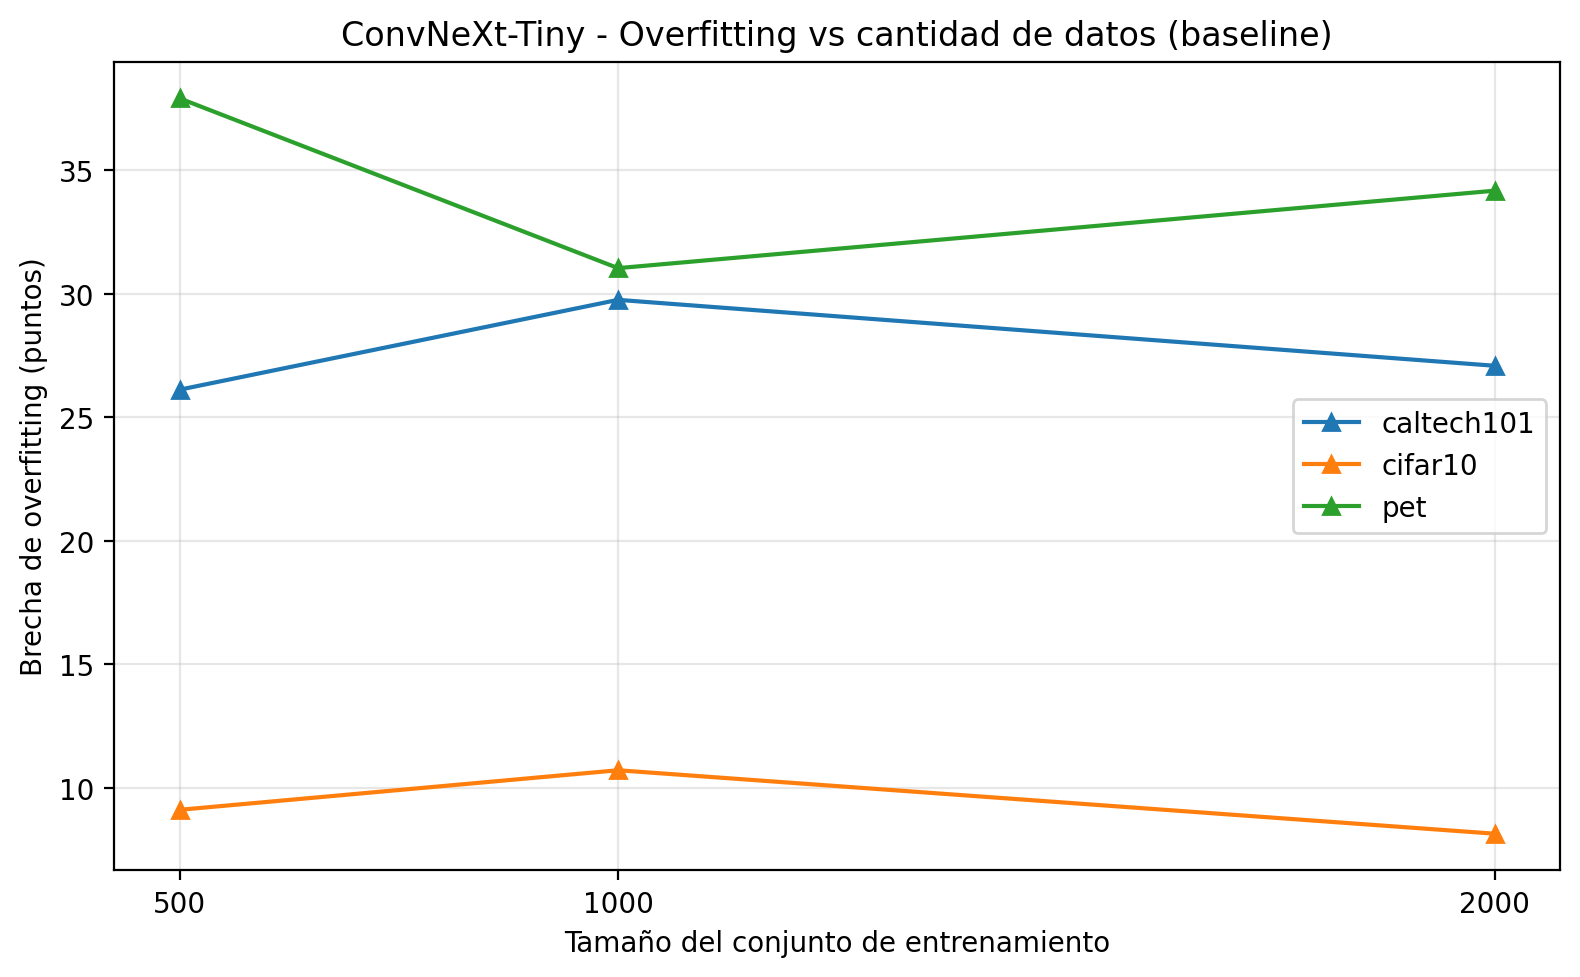 ConvNeXt-Tiny - Overfitting vs cantidad de datos (baseline)
Brecha de overfitting (puntos)
35
30
25
20
15
10
caltech101
cifar10
pet
500
1000
2000
Tamaño del conjunto de entrenamiento